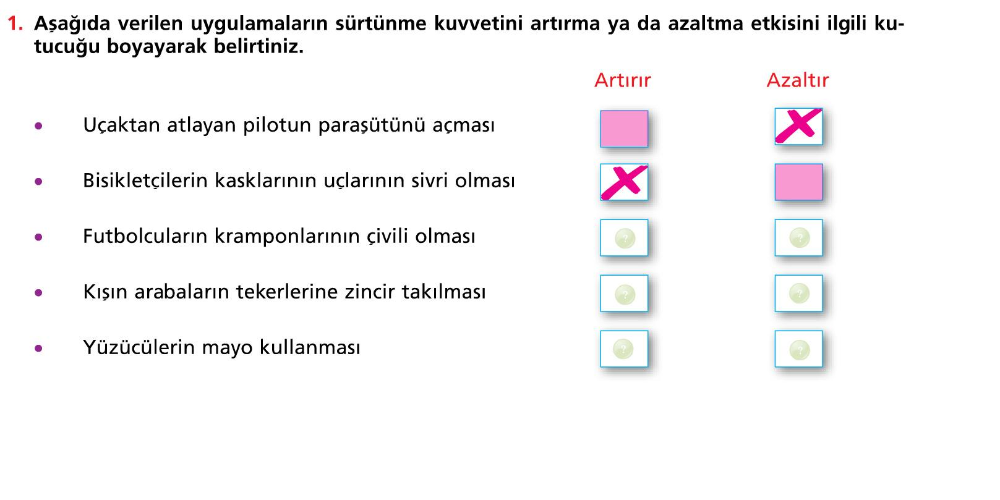 1. Aşağıda verilen uygulamaların sürtünme kuvvetini artırma ya da azaltma etkisini ilgili ku-
tucuğu boyayarak belirtiniz.
Artırır Azaltır
• Uçaktan atlayan pilotun paraşütünü açması
• Bisikletçilerin kasklarının uçlarının sivri olması
• Futbolcuların kramponlarının çivili olması ? ?
• Kışın arabaların tekerlerine zincir takılması ? ?
• Yüzücülerin mayo kullanması ? ?